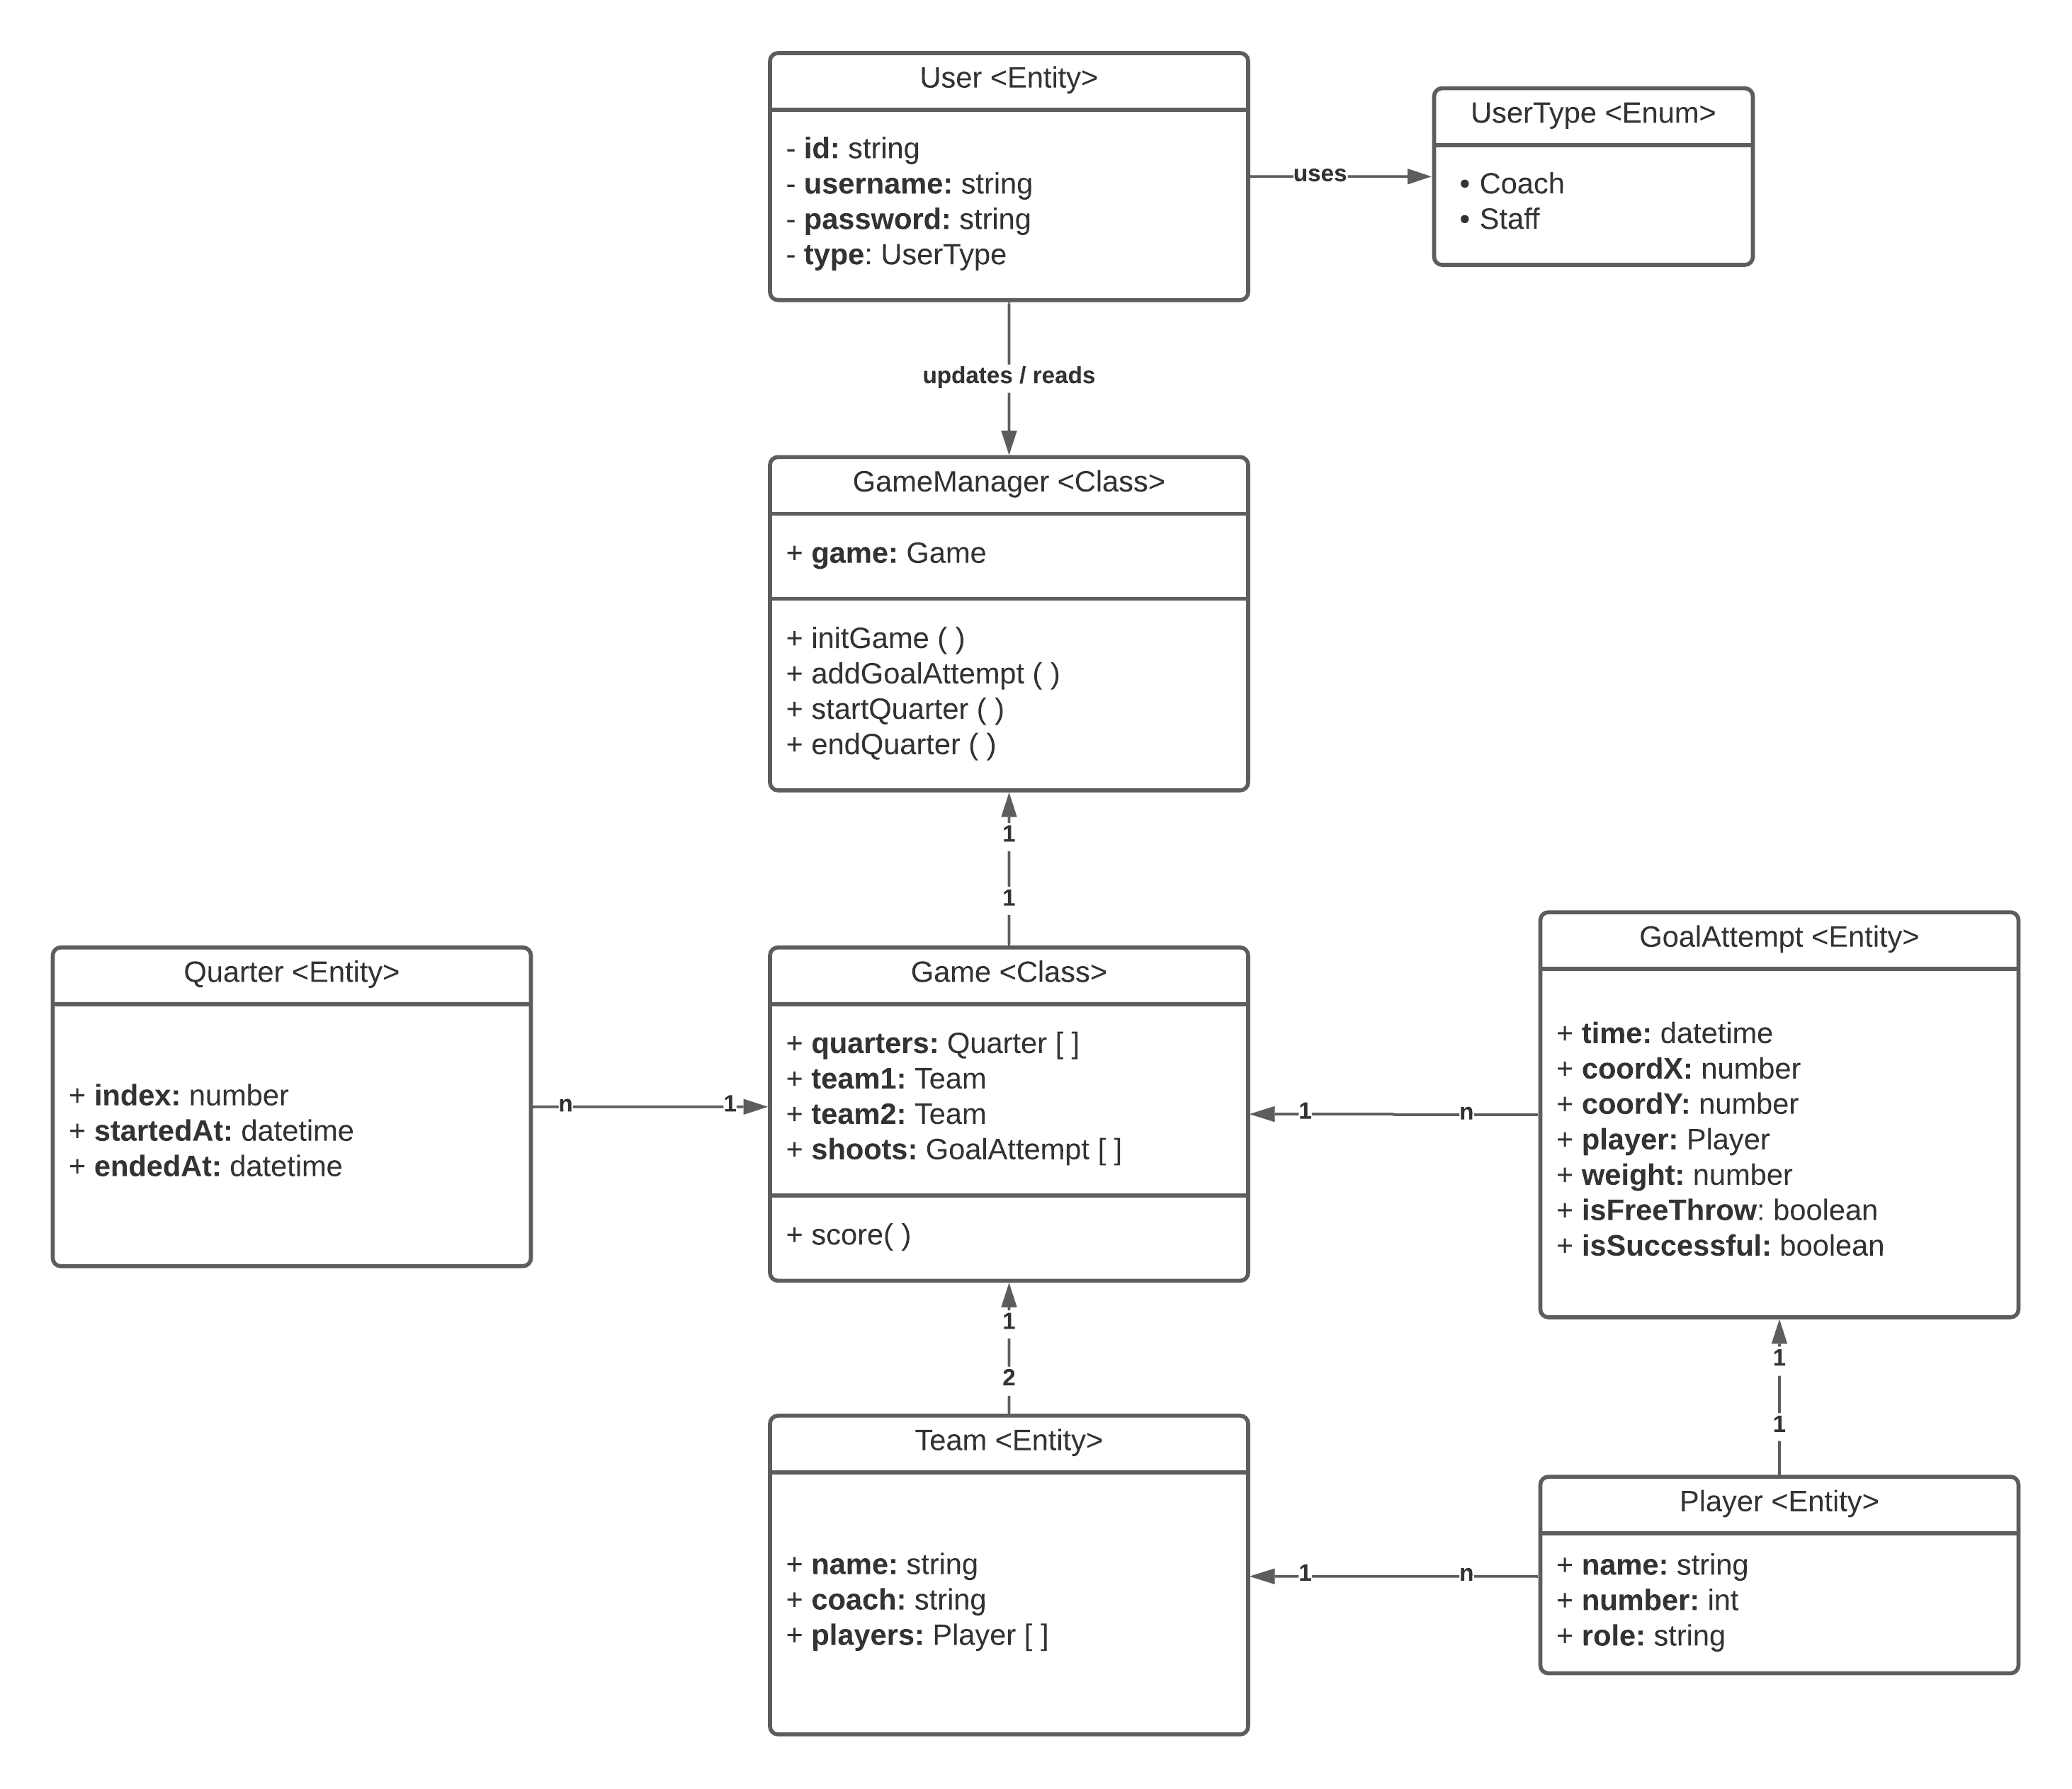 User <Entity>
- id: string
- username: string
- password: string
- type: UserType
uses
UserType <Enum>
• Coach
• Staff
updates / reads
GameManager <Class>
+ game: Game
+ initGame ( )
+ addGoalAttempt ( )
+ startQuarter ( )
+ endQuarter ( )
1
1
Quarter <Entity>
+ index: number
+ startedAt: datetime
+ endedAt: datetime
n
1
Game <Class>
+ quarters: Quarter [ ]
+ team1: Team
+ team2: Team
+ shoots: GoalAttempt [ ]
+ score( )
1
n
GoalAttempt <Entity>
+ time: datetime
+ coordX: number
+ coordY: number
+ player: Player
+ weight: number
+ isFreeThrow: boolean
+ isSuccessful: boolean
1
2
1
1
Team <Entity>
+ name: string
+ coach: string
+ players: Player [ ]
1
n
Player <Entity>
+ name: string
+ number: int
+ role: string